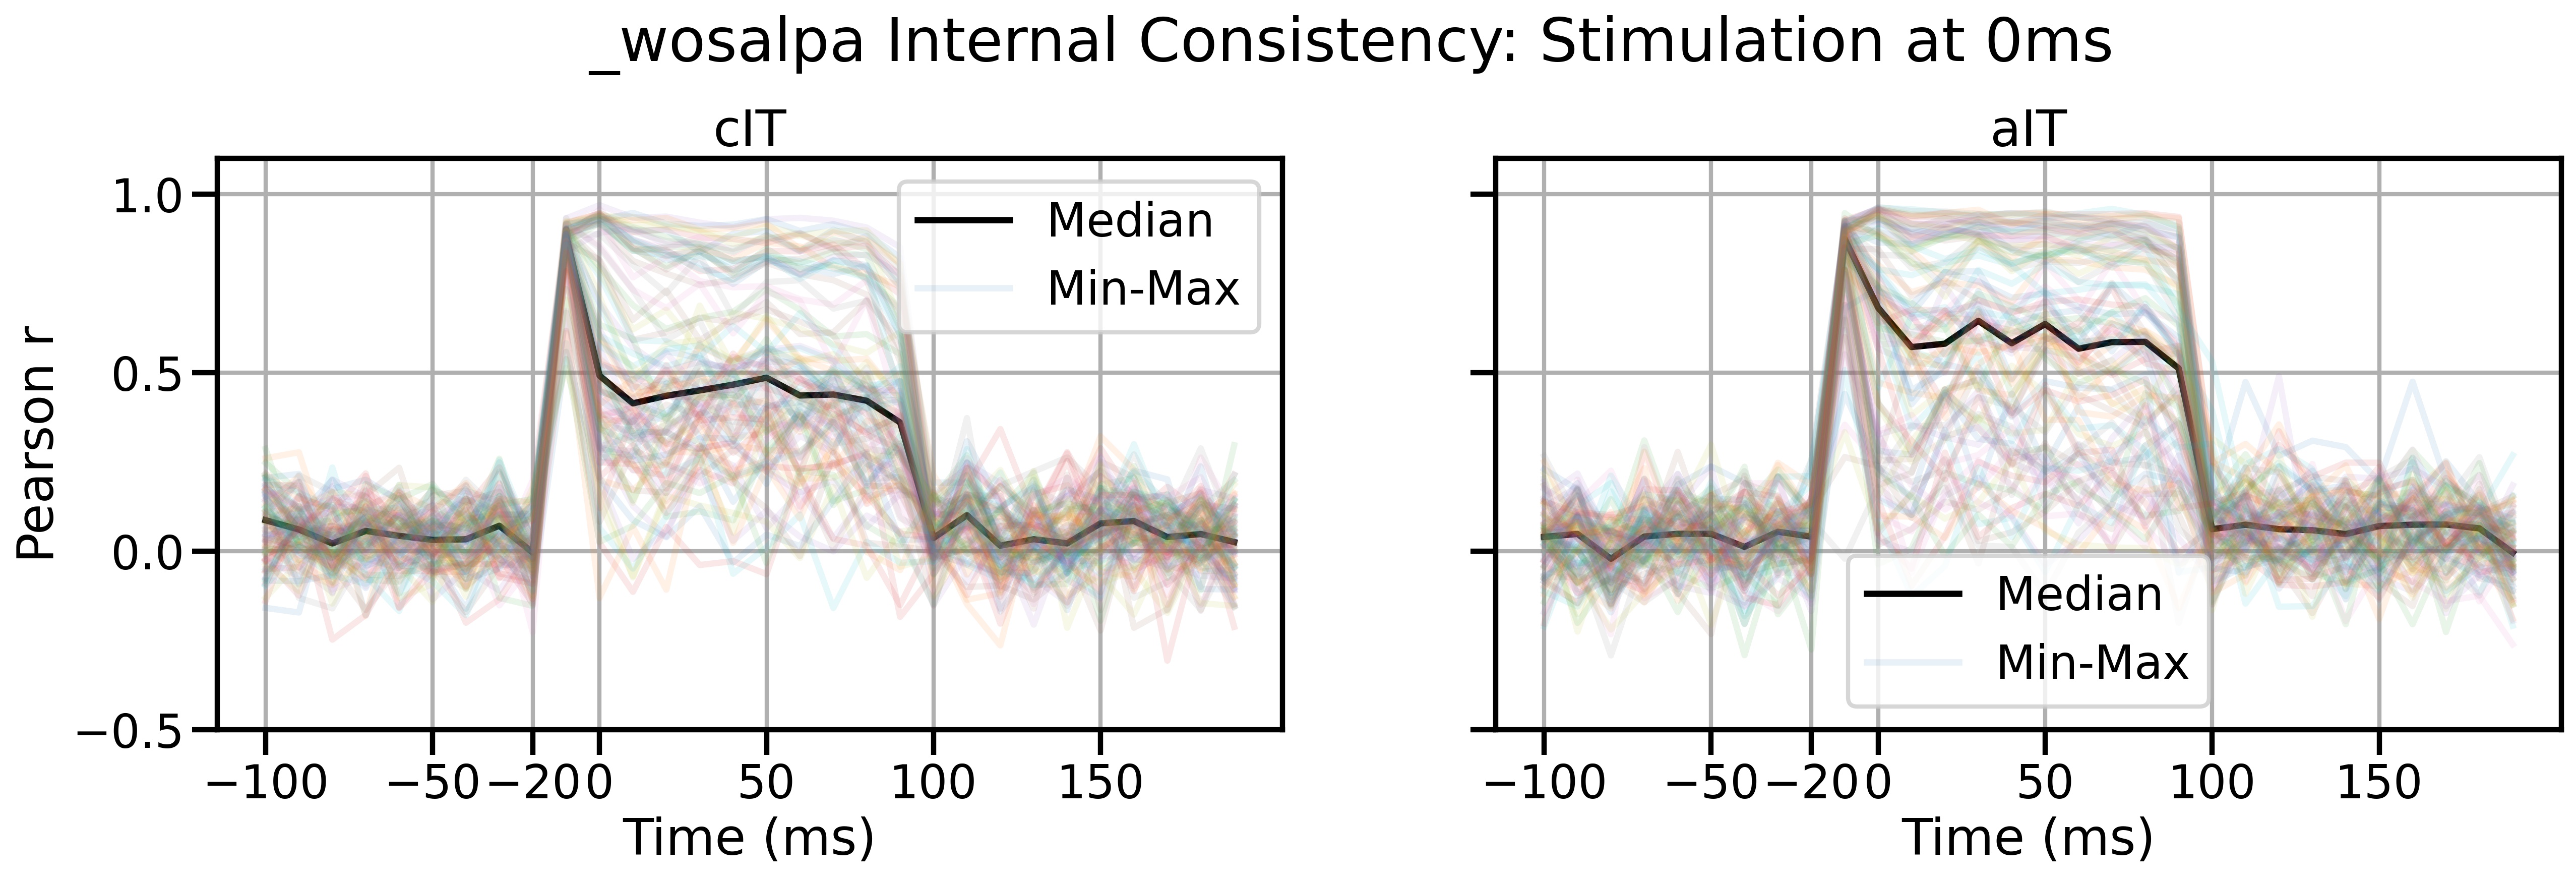 _wosalpa Internal Consistency: Stimulation at 0ms
cIT
Pearson r
1.0
0.5
0.0
−0.5
Median
Min-Max
−100 −50 −20 0 50 100 150
Time (ms)
aIT
Median
Min-Max
−100 −50 −20 0 50 100 150
Time (ms)